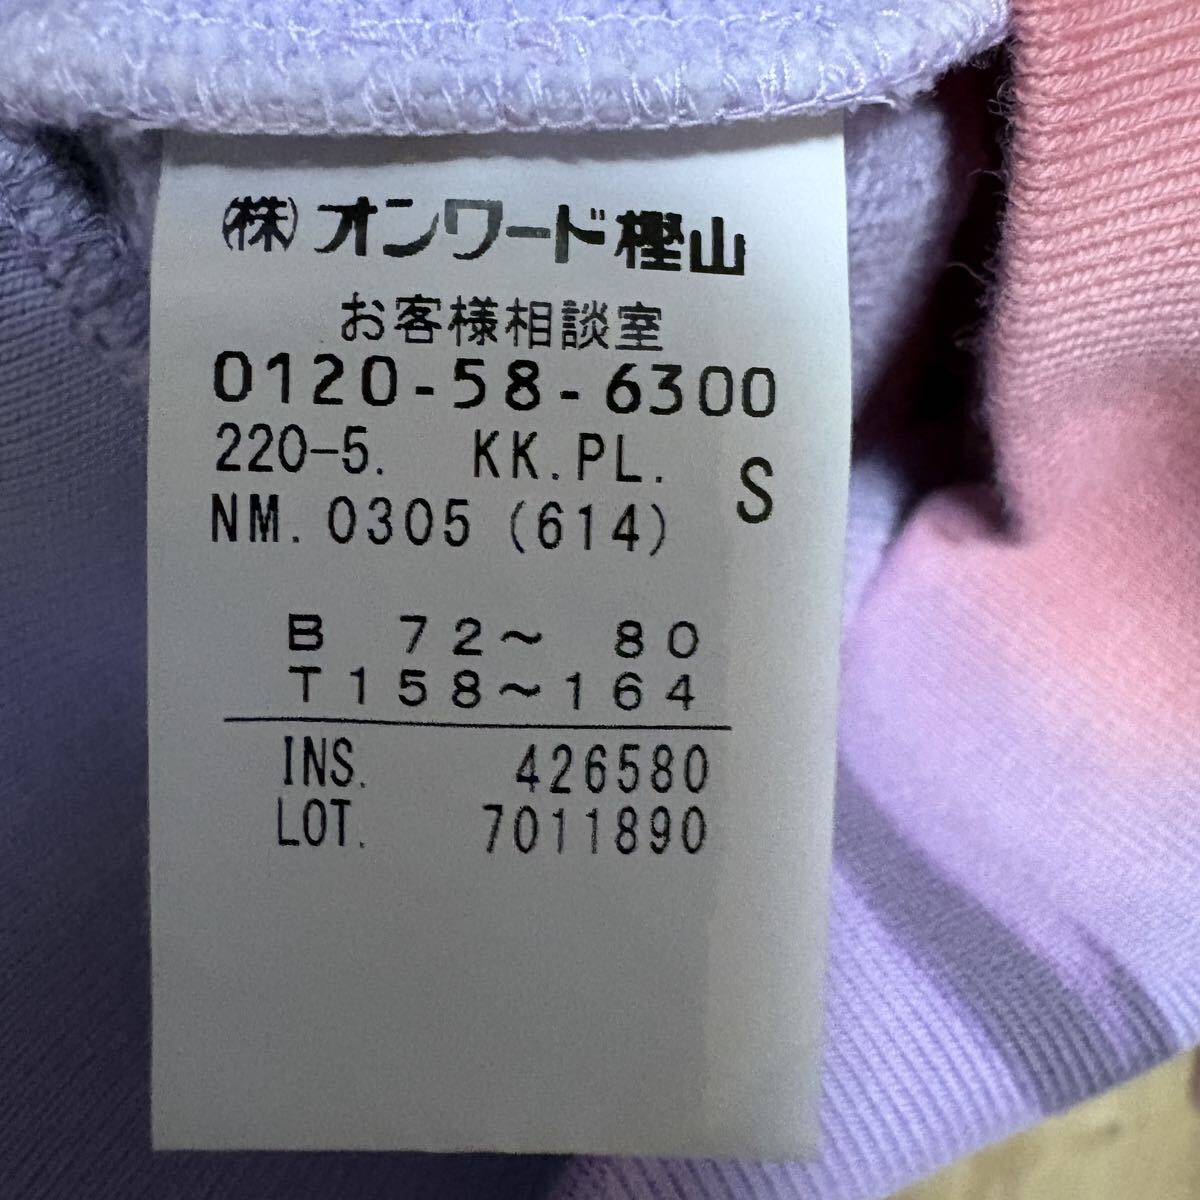 (株)オンワード樫山
お客様相談室
0120-58-6300
220-5. KK.PL. S
NM.0305(614)
B 72～ 80
T158～164
INS. 426580
LOT. 7011890